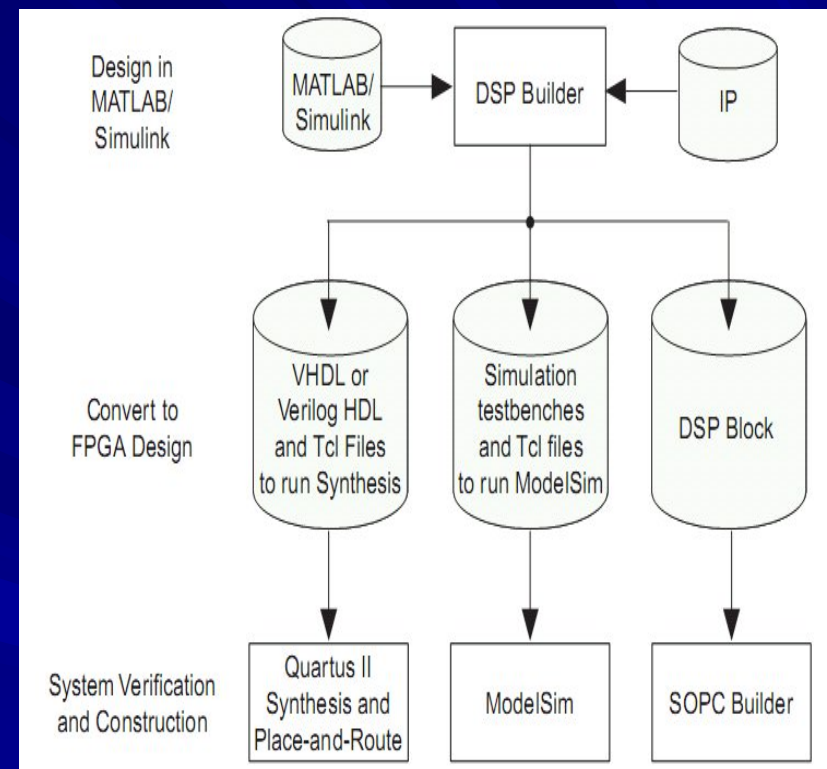 Design in
MATLAB/
Simulink
MATLAB/
Simulink
DSP Builder
IP
Convert to
FPGA Design
VHDL or
Verilog HDL
and Tcl Files
to run Synthesis
Simulation
testbenches
and Tcl files
to run ModelSim
DSP Block
System Verification
and Construction
Quartus II
Synthesis and
Place-and-Route
ModelSim
SOPC Builder